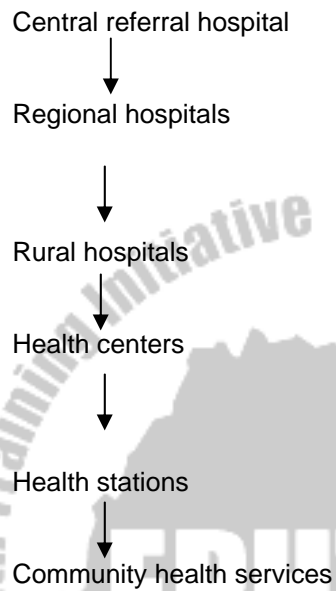 Central referral hospital
Regional hospitals
Rural hospitals
Health centers
Health stations
Community health services